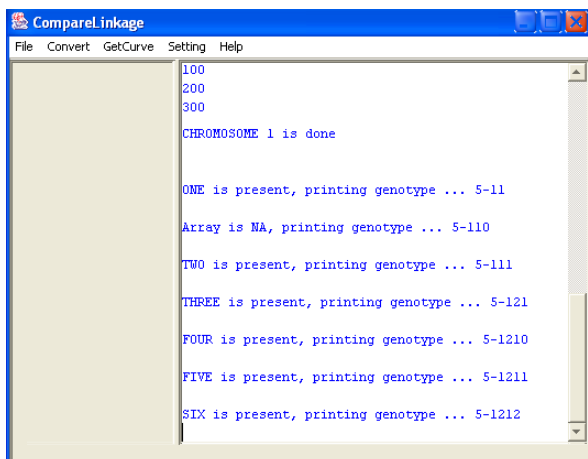 CompareLinkage
File Convert GetCurve Setting Help
100
200
300
CHROMOSOME 1 is done
ONE is present, printing genotype ... 5-11
Array is NA, printing genotype ... 5-110
TWO is present, printing genotype ... 5-111
THREE is present, printing genotype ... 5-121
FOUR is present, printing genotype ... 5-1210
FIVE is present, printing genotype ... 5-1211
SIX is present, printing genotype ... 5-1212